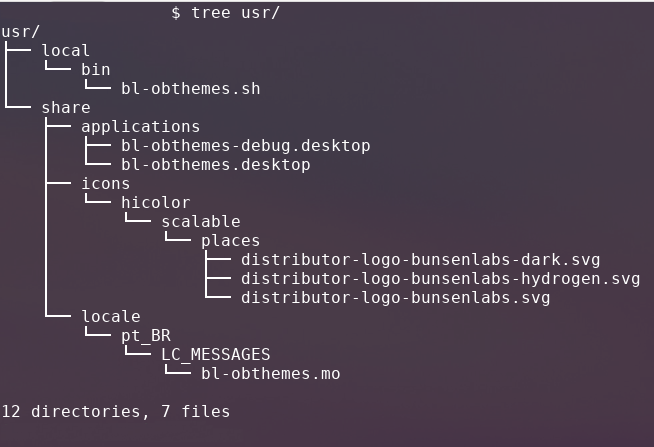 $ tree usr/
usr/
├── local
│   └── bin
│       └── bl-obthemes.sh
└── share
    ├── applications
    │   ├── bl-obthemes-debug.desktop
    │   └── bl-obthemes.desktop
    ├── icons
    │   └── hicolor
    │       └── scalable
    │           └── places
    │               ├── distributor-logo-bunsenlabs-dark.svg
    │               ├── distributor-logo-bunsenlabs-hydrogen.svg
    │               └── distributor-logo-bunsenlabs.svg
    └── locale
        └── pt_BR
            └── LC_MESSAGES
                └── bl-obthemes.mo
12 directories, 7 files